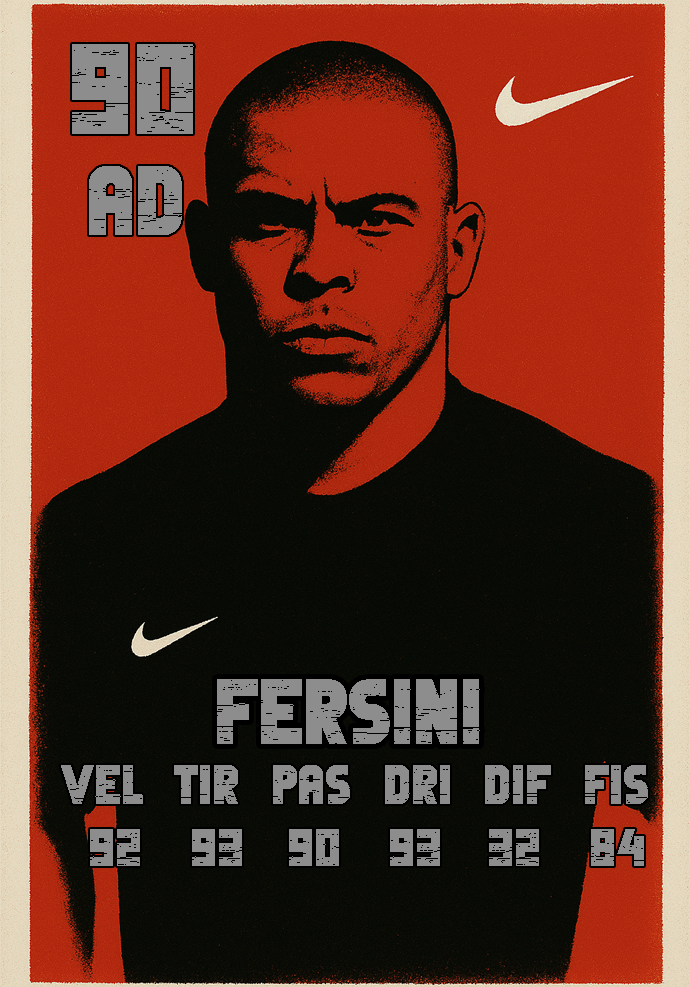 90
AD
FERSINI
VEL TIR PAS DRI DIF FIS
92 93 90 93 32 84